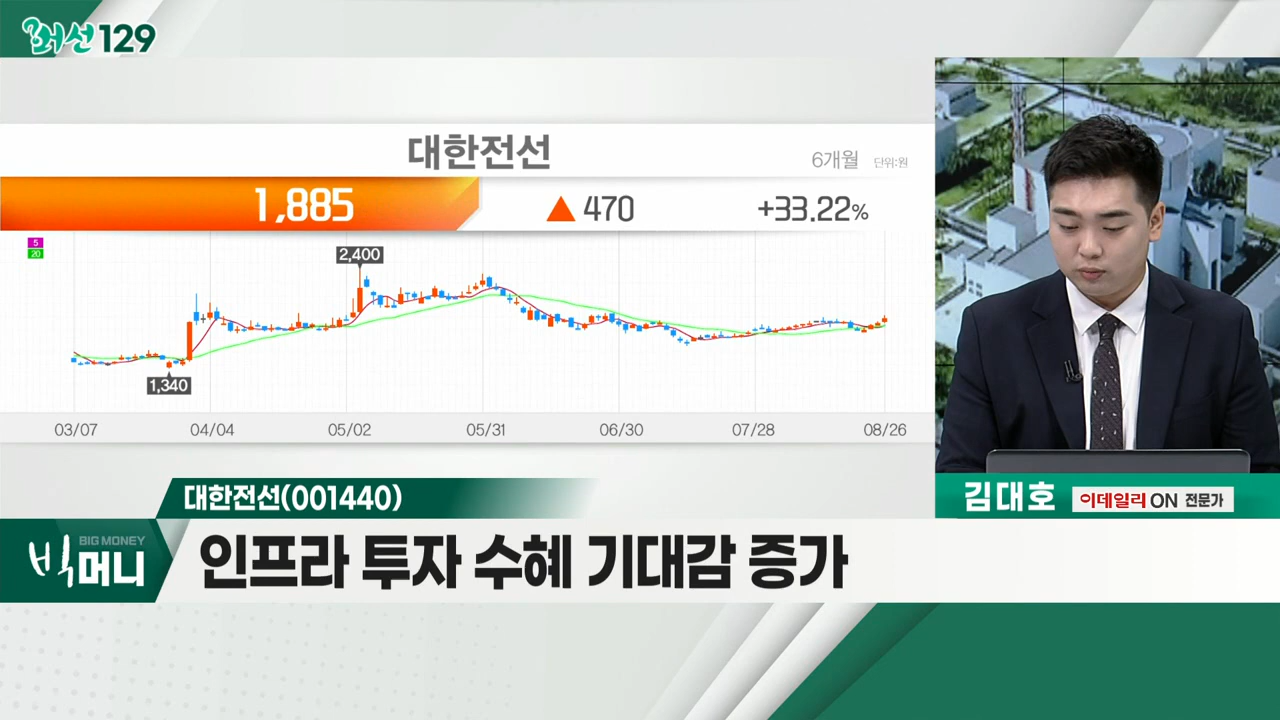 최선129
대한전선
6개월 단위:원
1,885 ▲ 470 +33.22%
5
20
2,400
1,340
03/07 04/04 05/02 05/31 06/30 07/28 08/26
대한전선(001440)
김대호 이데일리ON 전문가
BIG MONEY
빅머니
인프라 투자 수혜 기대감 증가